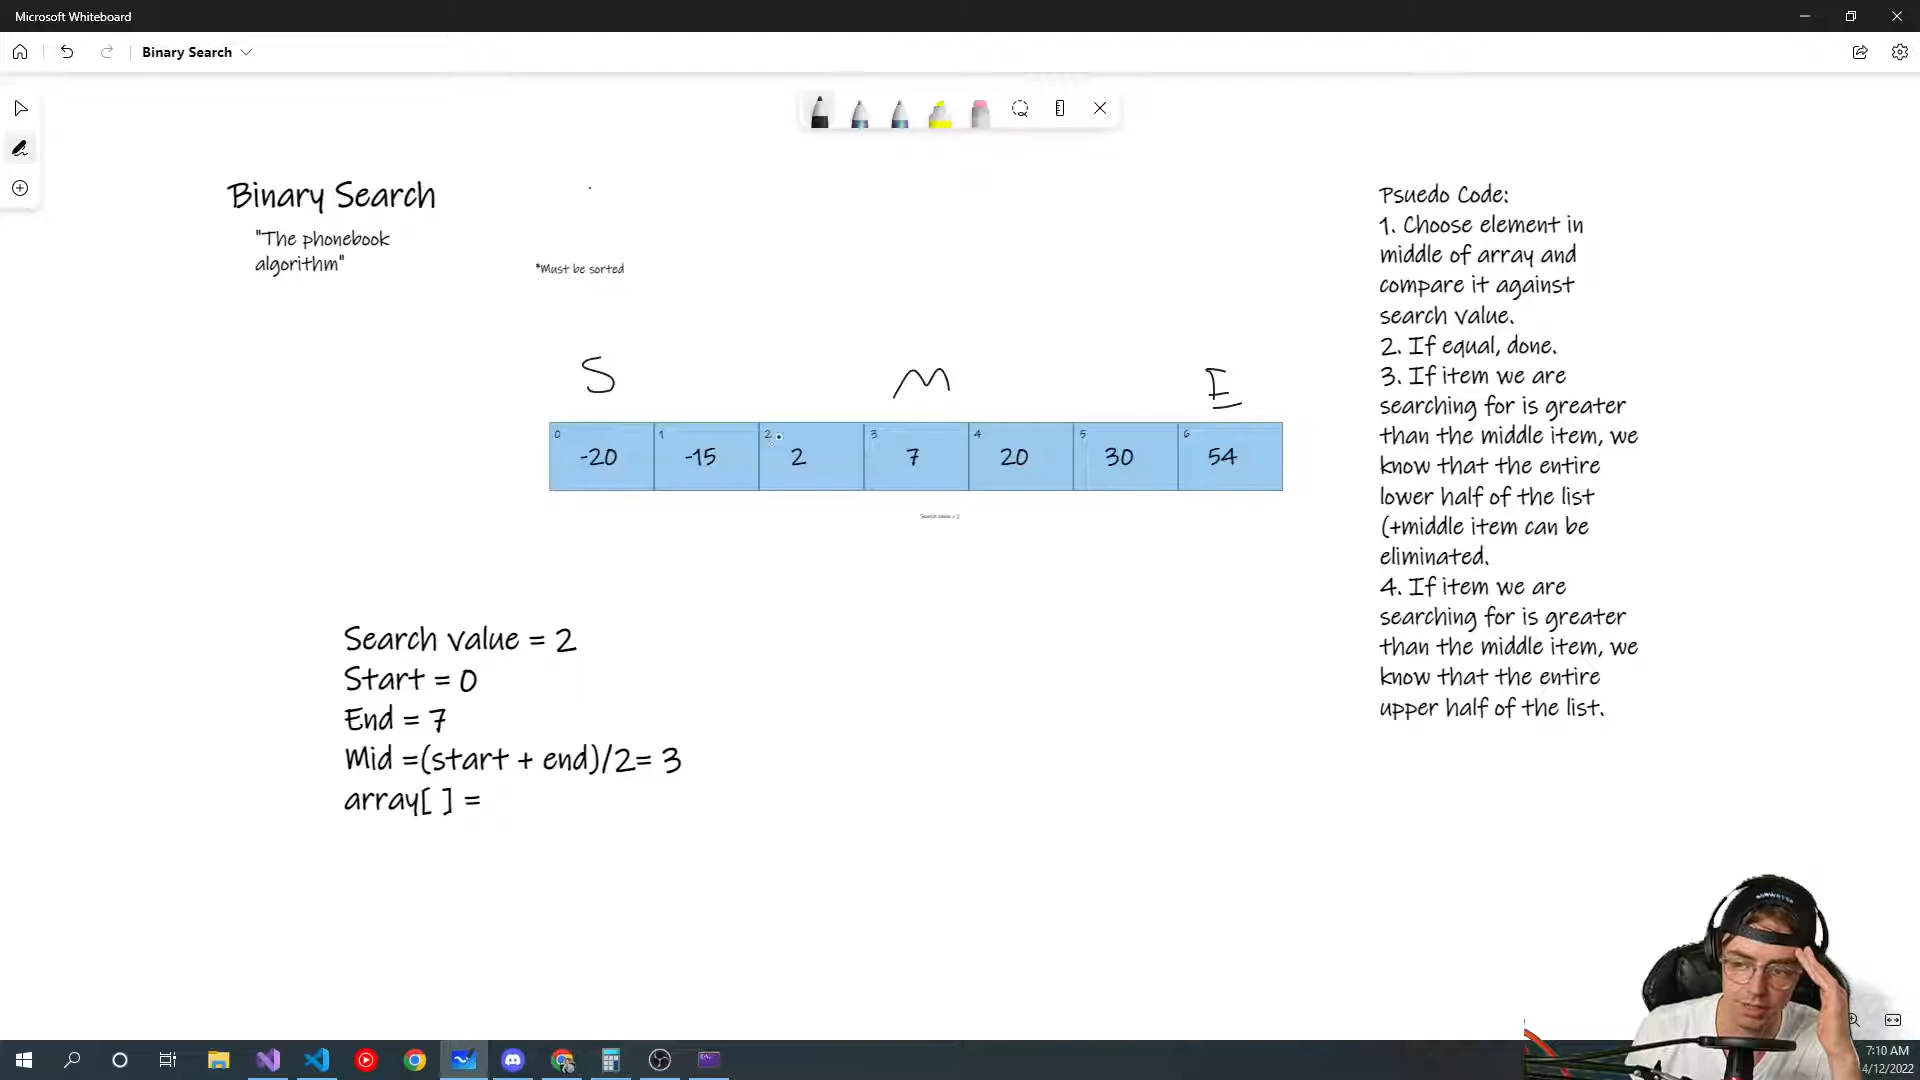 Microsoft Whiteboard
Binary Search
Binary Search
"The phonebook
algorithm"
*Must be sorted
S M E
0 1 2 3 4 5 6
-20 -15 2 7 20 30 54
Search value = 2
Search value = 2
Start = 0
End = 7
Mid =(start + end)/2= 3
array[ ] =
Psuedo Code:
1. Choose element in
middle of array and
compare it against
search value.
2. If equal, done.
3. If item we are
searching for is greater
than the middle item, we
know that the entire
lower half of the list
(+middle item can be
eliminated.
4. If item we are
searching for is greater
than the middle item, we
know that the entire
upper half of the list.
7:10 AM
4/12/2022